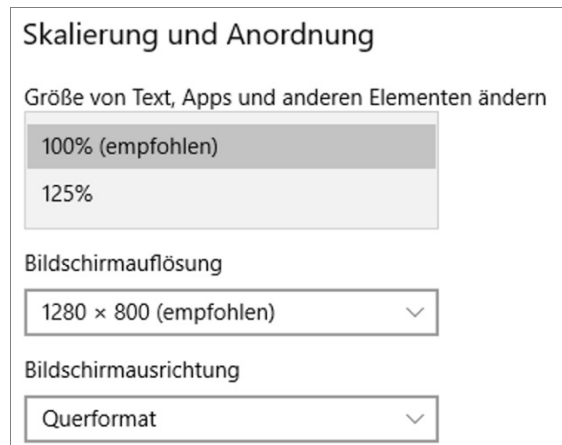 Skalierung und Anordnung
Größe von Text, Apps und anderen Elementen ändern
100% (empfohlen)
125%
Bildschirmauflösung
1280 × 800 (empfohlen)
Bildschirmausrichtung
Querformat